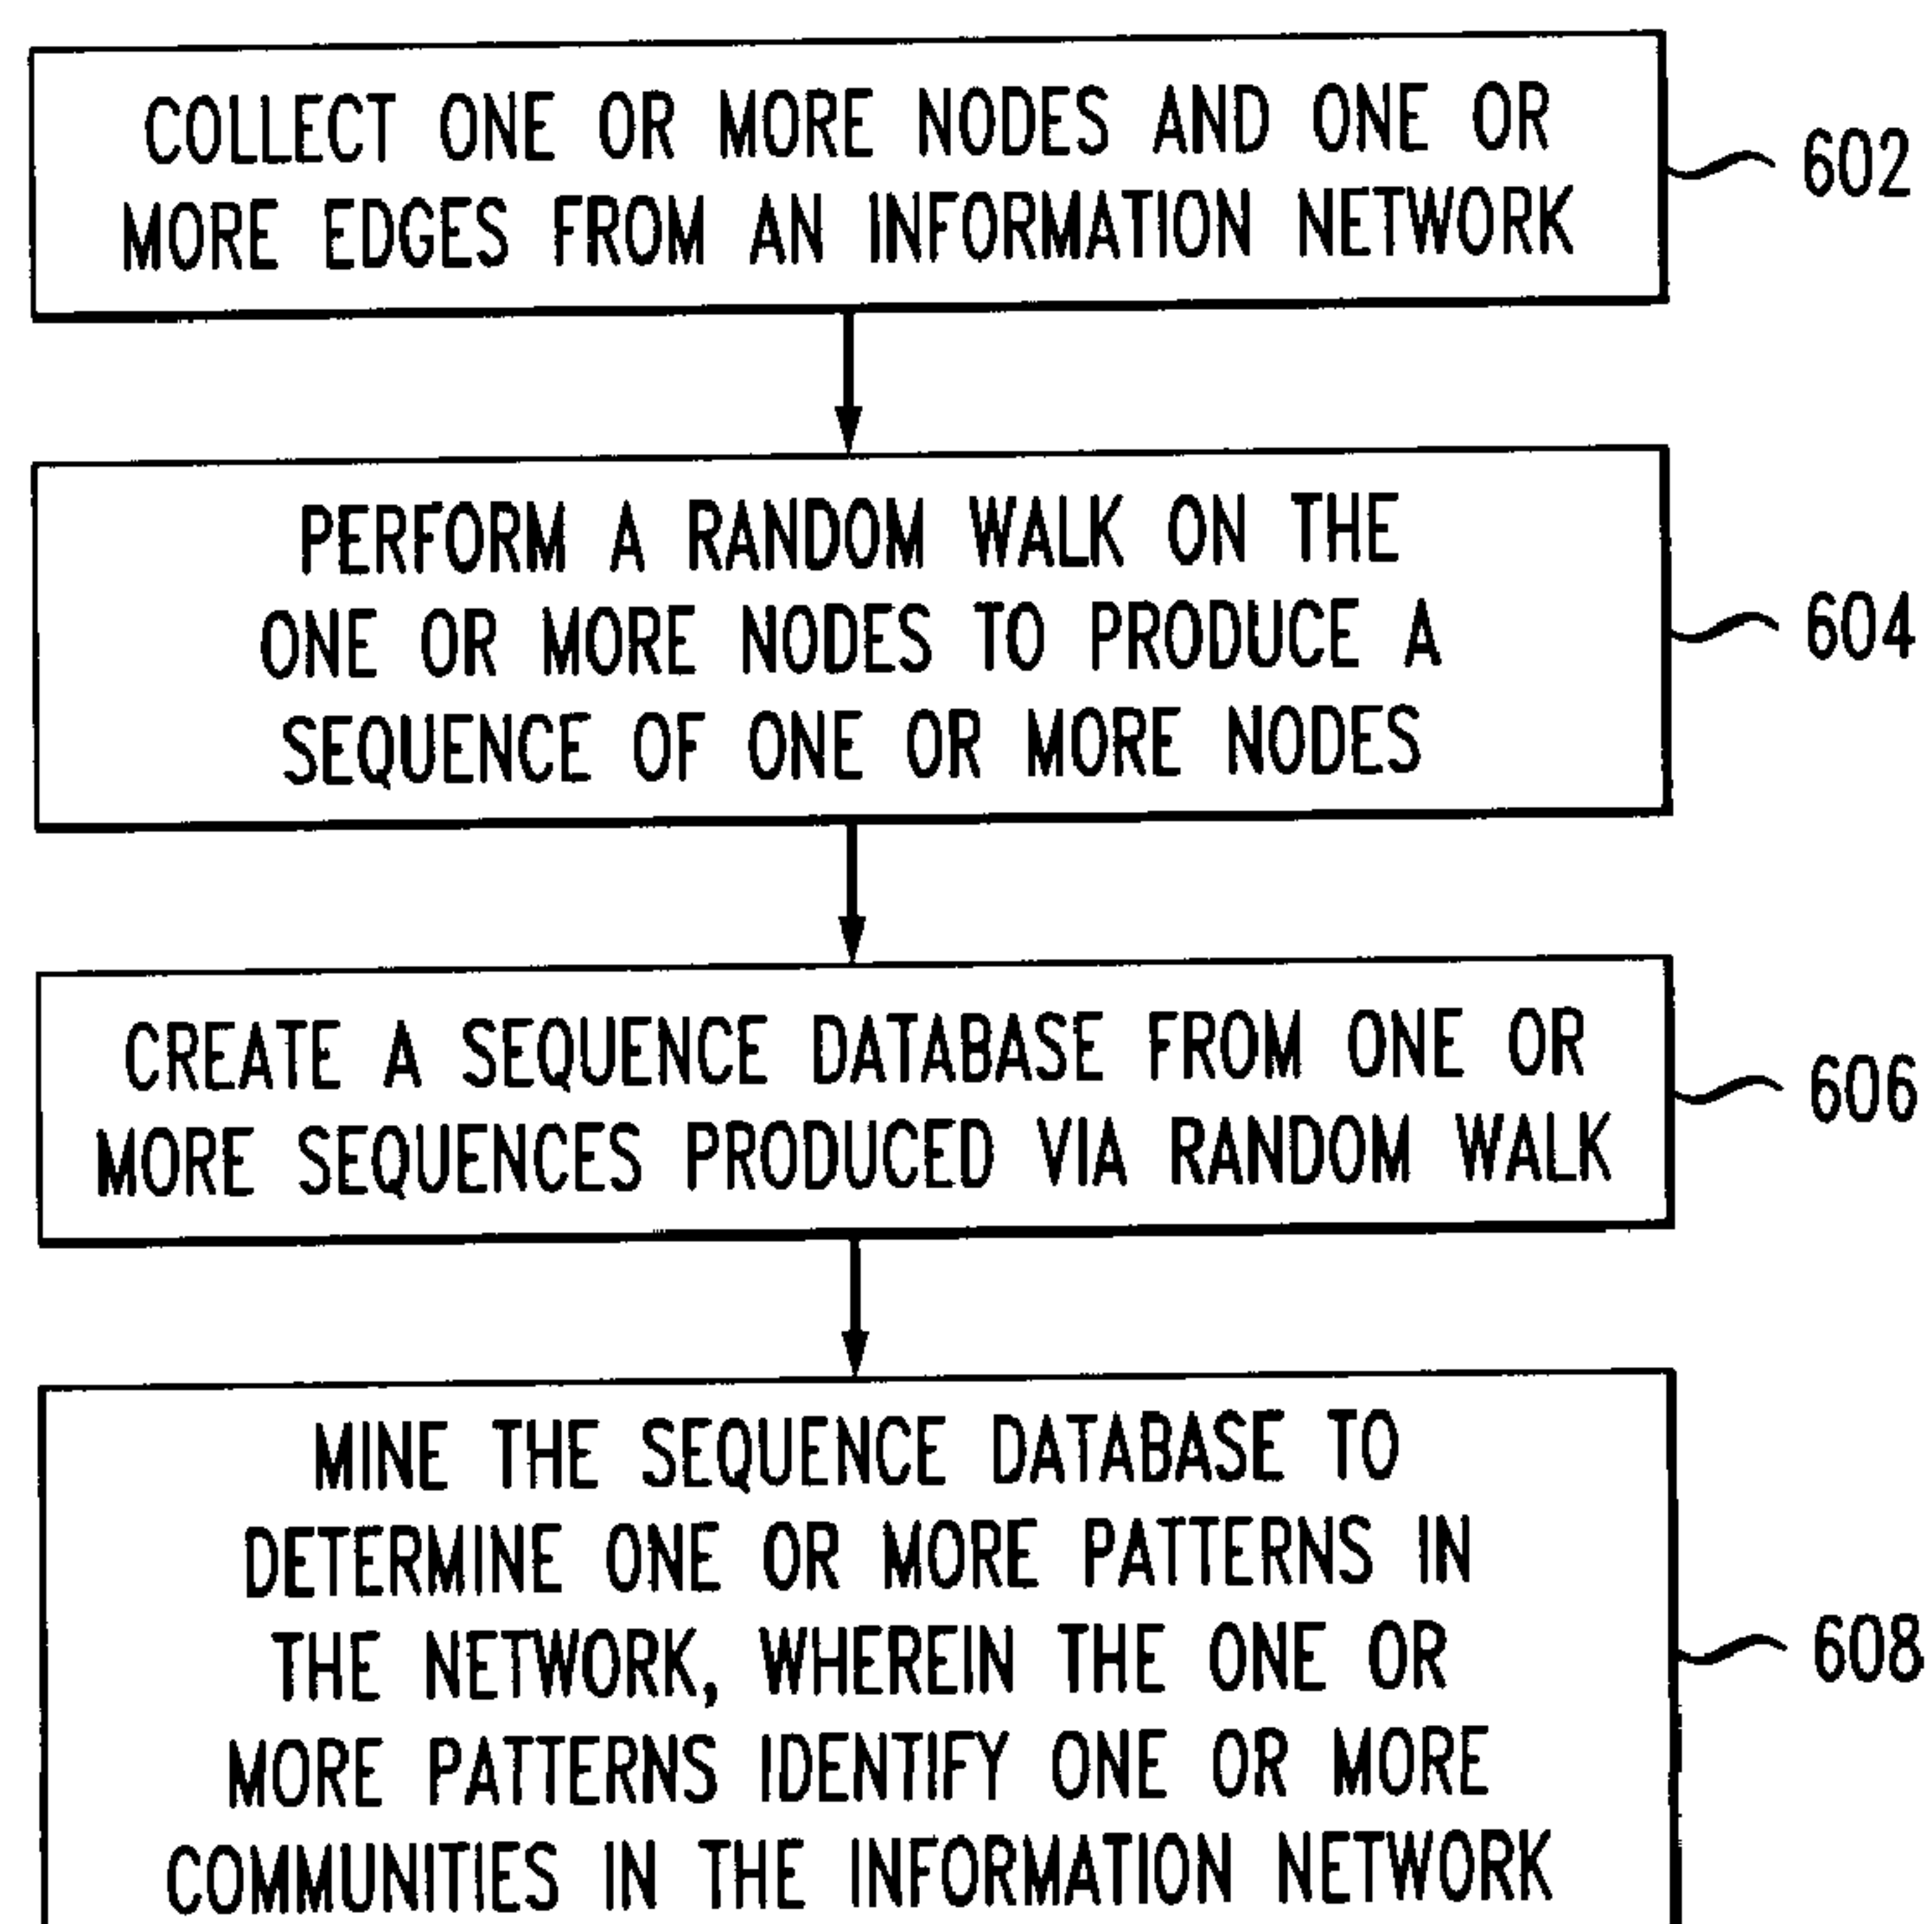 COLLECT ONE OR MORE NODES AND ONE OR
MORE EDGES FROM AN INFORMATION NETWORK
602
PERFORM A RANDOM WALK ON THE
ONE OR MORE NODES TO PRODUCE A
SEQUENCE OF ONE OR MORE NODES
604
CREATE A SEQUENCE DATABASE FROM ONE OR
MORE SEQUENCES PRODUCED VIA RANDOM WALK
606
MINE THE SEQUENCE DATABASE TO
DETERMINE ONE OR MORE PATTERNS IN
THE NETWORK, WHEREIN THE ONE OR
MORE PATTERNS IDENTIFY ONE OR MORE
COMMUNITIES IN THE INFORMATION NETWORK
608